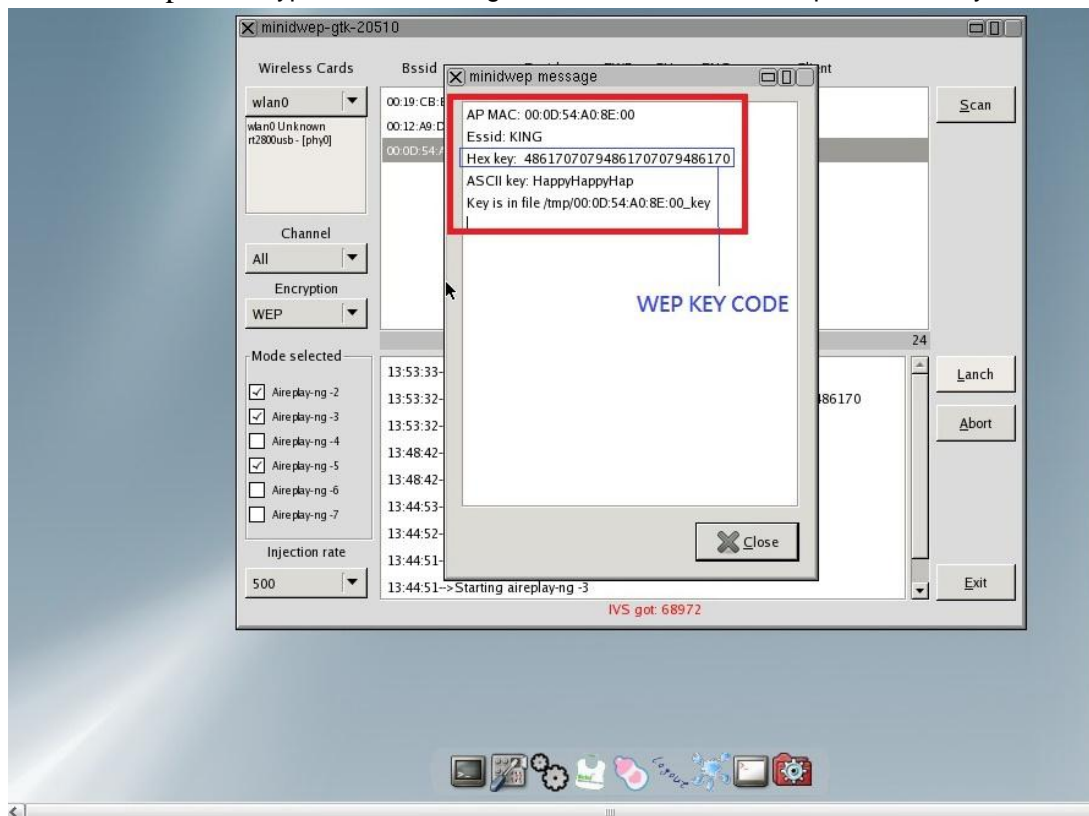 minidwep-gtk-20510
Wireless Cards
Bssid
wlan0
wlan0 Unknown
rt2800usb - [phy0]
00:19:CB:
00:12:A9:
00:0D:54:
Scan
Channel
All
Encryption
WEP
Mode selected
Aireplay-ng -2
Aireplay-ng -3
Aireplay-ng -4
Aireplay-ng -5
Aireplay-ng -6
Aireplay-ng -7
Injection rate
500
minidwep message
AP MAC: 00:0D:54:A0:8E:00
Essid: KING
Hex key: 48617070794861707079486170
ASCII key: HappyHappyHap
Key is in file /tmp/00:0D:54:A0:8E:00_key
WEP KEY CODE
Close
24
13:53:33-
13:53:32-
486170
13:53:32-
13:48:42-
13:48:42-
13:44:53-
13:44:52-
13:44:51-
13:44:51-->Starting aireplay-ng -3
IVS got: 68972
Lanch
Abort
Exit
Logout